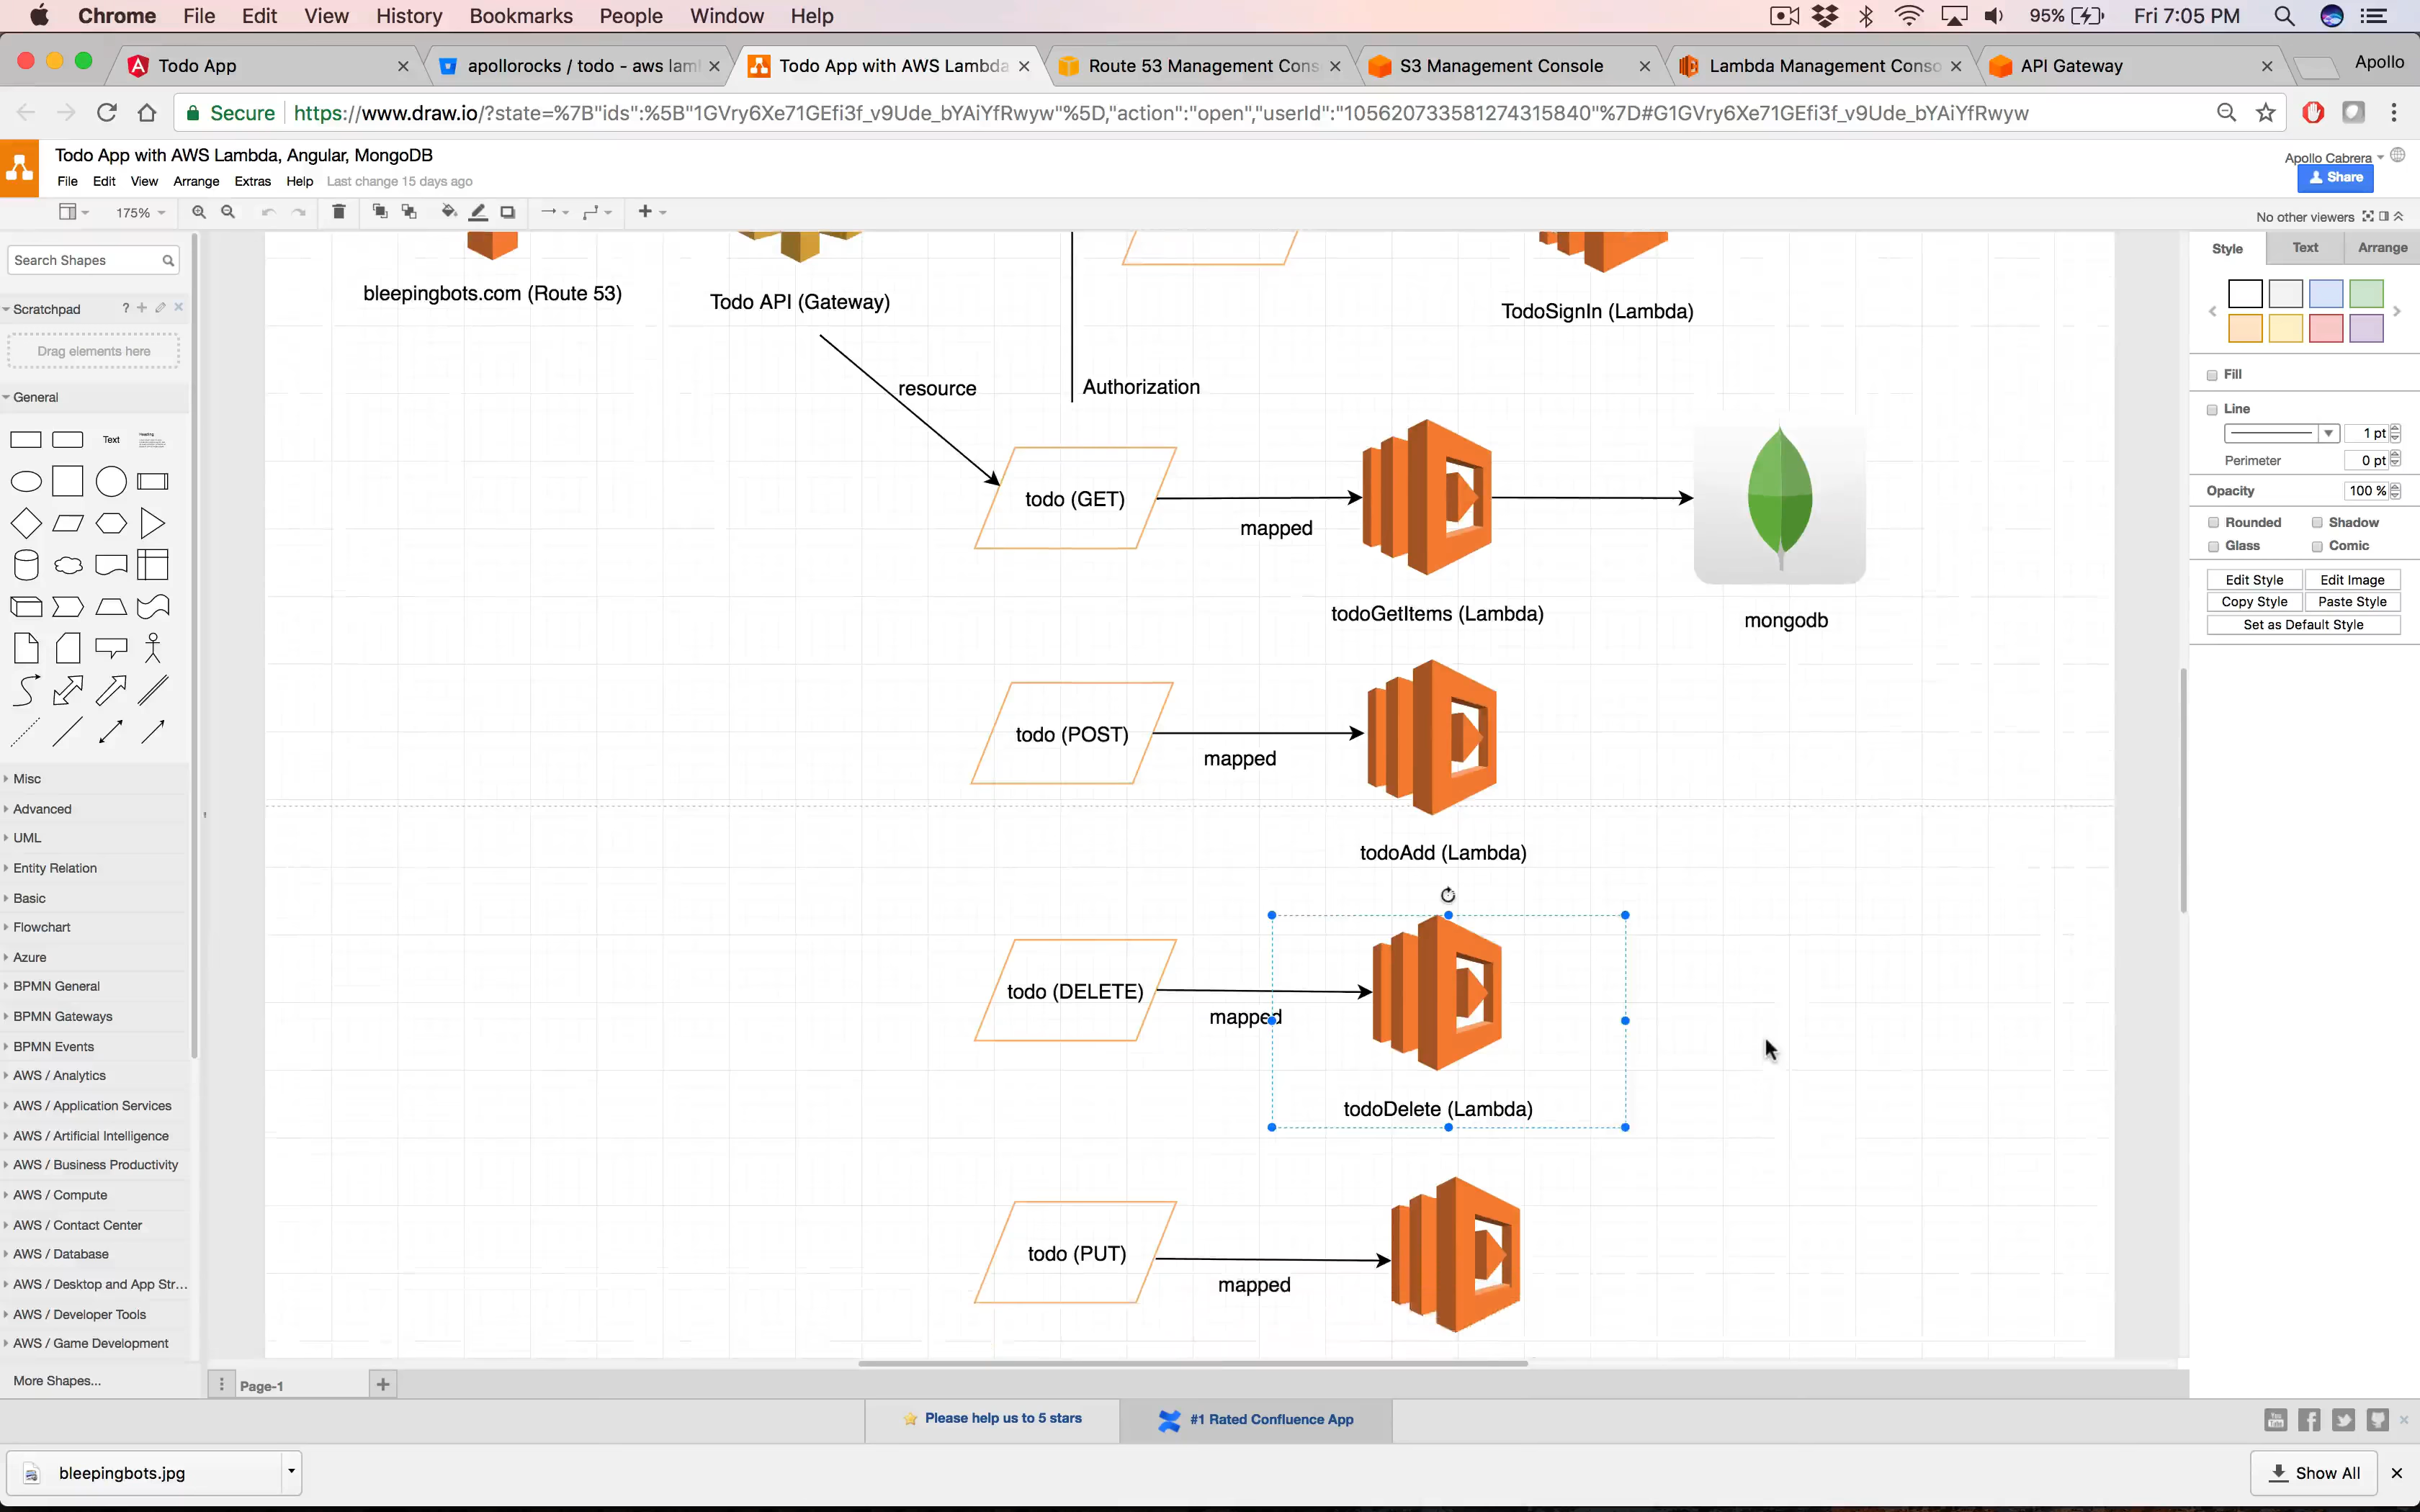 Chrome File Edit View History Bookmarks People Window Help 95% Fri 7:05 PM
Todo App
apollorocks / todo - aws lam
Todo App with AWS Lambda
Route 53 Management Cons
S3 Management Console
Lambda Management Conso
API Gateway
Apollo
Secure https://www.draw.io/?state=%7B"ids":%5B"1GVry6Xe71GEfi3f_v9Ude_bYAiYfRwyw"%5D,"action":"open","userId":"105620733581274315840"%7D#G1GVry6Xe71GEfi3f_v9Ude_bYAiYfRwyw
Todo App with AWS Lambda, Angular, MongoDB
Apollo Cabrera
File Edit View Arrange Extras Help Last change 15 days ago
Share
175%
No other viewers
Search Shapes
Scratchpad ?
Drag elements here
General
Text
Heading
Misc
Advanced
UML
Entity Relation
Basic
Flowchart
Azure
BPMN General
BPMN Gateways
BPMN Events
AWS / Analytics
AWS / Application Services
AWS / Artificial Intelligence
AWS / Business Productivity
AWS / Compute
AWS / Contact Center
AWS / Database
AWS / Desktop and App Str...
AWS / Developer Tools
AWS / Game Development
More Shapes...
bleepingbots.com (Route 53)
Todo API (Gateway)
TodoSignIn (Lambda)
resource
Authorization
todo (GET)
mapped
todoGetItems (Lambda)
mongodb
todo (POST)
mapped
todoAdd (Lambda)
todo (DELETE)
mapped
todoDelete (Lambda)
todo (PUT)
mapped
Style Text Arrange
Fill
Line
1 pt
Perimeter 0 pt
Opacity 100 %
Rounded Shadow
Glass Comic
Edit Style Edit Image
Copy Style Paste Style
Set as Default Style
Page-1
Please help us to 5 stars
#1 Rated Confluence App
You Tube
bleepingbots.jpg
Show All